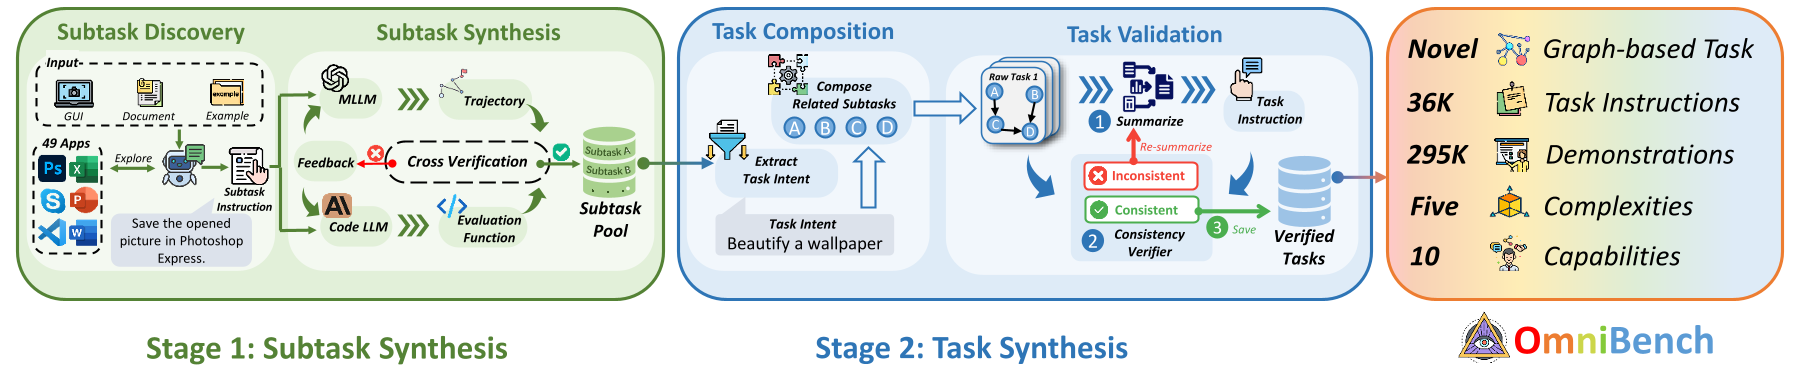 Subtask Discovery
Input
GUI
Document
example
Example
49 Apps
Ps
X
S
P
W
Explore
Subtask
Instruction
Save the opened
picture in Photoshop
Express.
Subtask Synthesis
MLLM
Trajectory
Feedback
Cross Verification
Code LLM
Evaluation
Function
Subtask A
Subtask B
Subtask
Pool
Stage 1: Subtask Synthesis
Task Composition
Compose
Related Subtasks
A B C D
Extract
Task Intent
Task Intent
Beautify a wallpaper
Task Validation
Raw Task 1
A
B
C
D
1 Summarize
Task
Instruction
Re-summarize
Inconsistent
Consistent
2 Consistency
Verifier
3 Save
Verified
Tasks
Stage 2: Task Synthesis
Novel Graph-based Task
36K Task Instructions
295K Demonstrations
Five Complexities
10 Capabilities
OmniBench